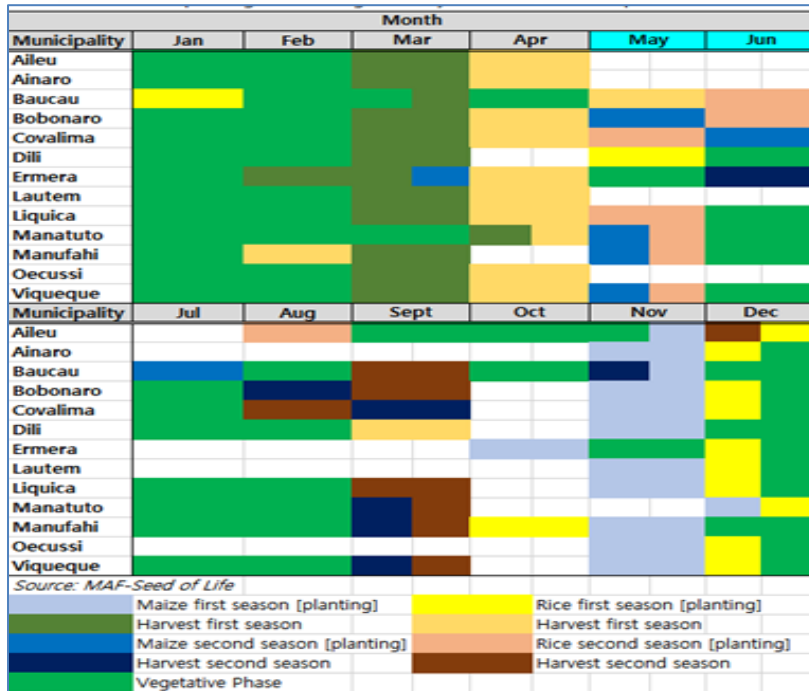 Month
Municipality Jan Feb Mar Apr May Jun
Aileu
Ainaro
Baucau
Bobonaro
Covalima
Dili
Ermera
Lautem
Liquica
Manatuto
Manufahi
Oecussi
Viqueque
Municipality Jul Aug Sept Oct Nov Dec
Aileu
Ainaro
Baucau
Bobonaro
Covalima
Dili
Ermera
Lautem
Liquica
Manatuto
Manufahi
Oecussi
Viqueque
Source: MAF-Seed of Life
Maize first season [planting] Rice first season [planting]
Harvest first season Harvest first season
Maize second season [planting] Rice second season [planting]
Harvest second season Harvest second season
Vegetative Phase